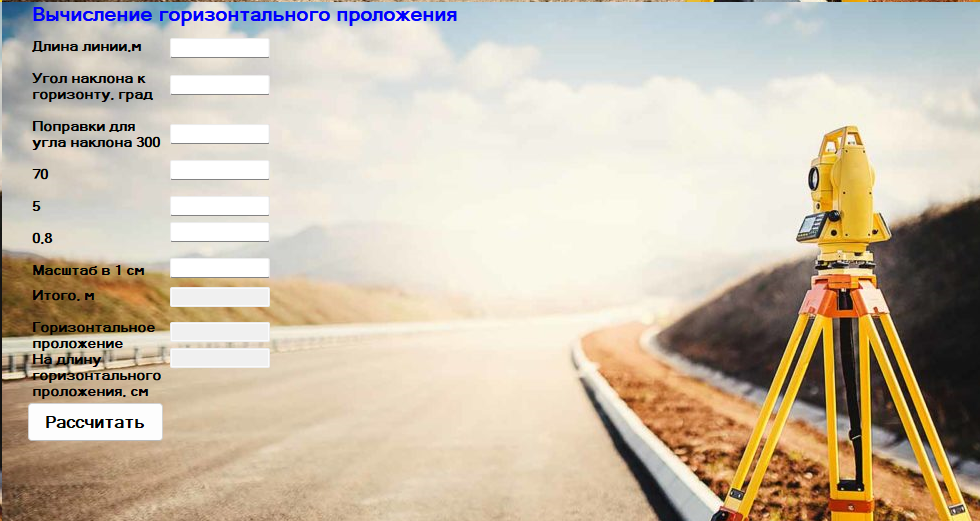 Вычисление горизонтального проложения
Длина линии,м
Угол наклона к
горизонту, град
Поправки для
угла наклона 300
70
5
0,8
Масштаб в 1 см
Итого, м
Горизонтальное
проложение
На длину
горизонтального
проложения, см
Рассчитать